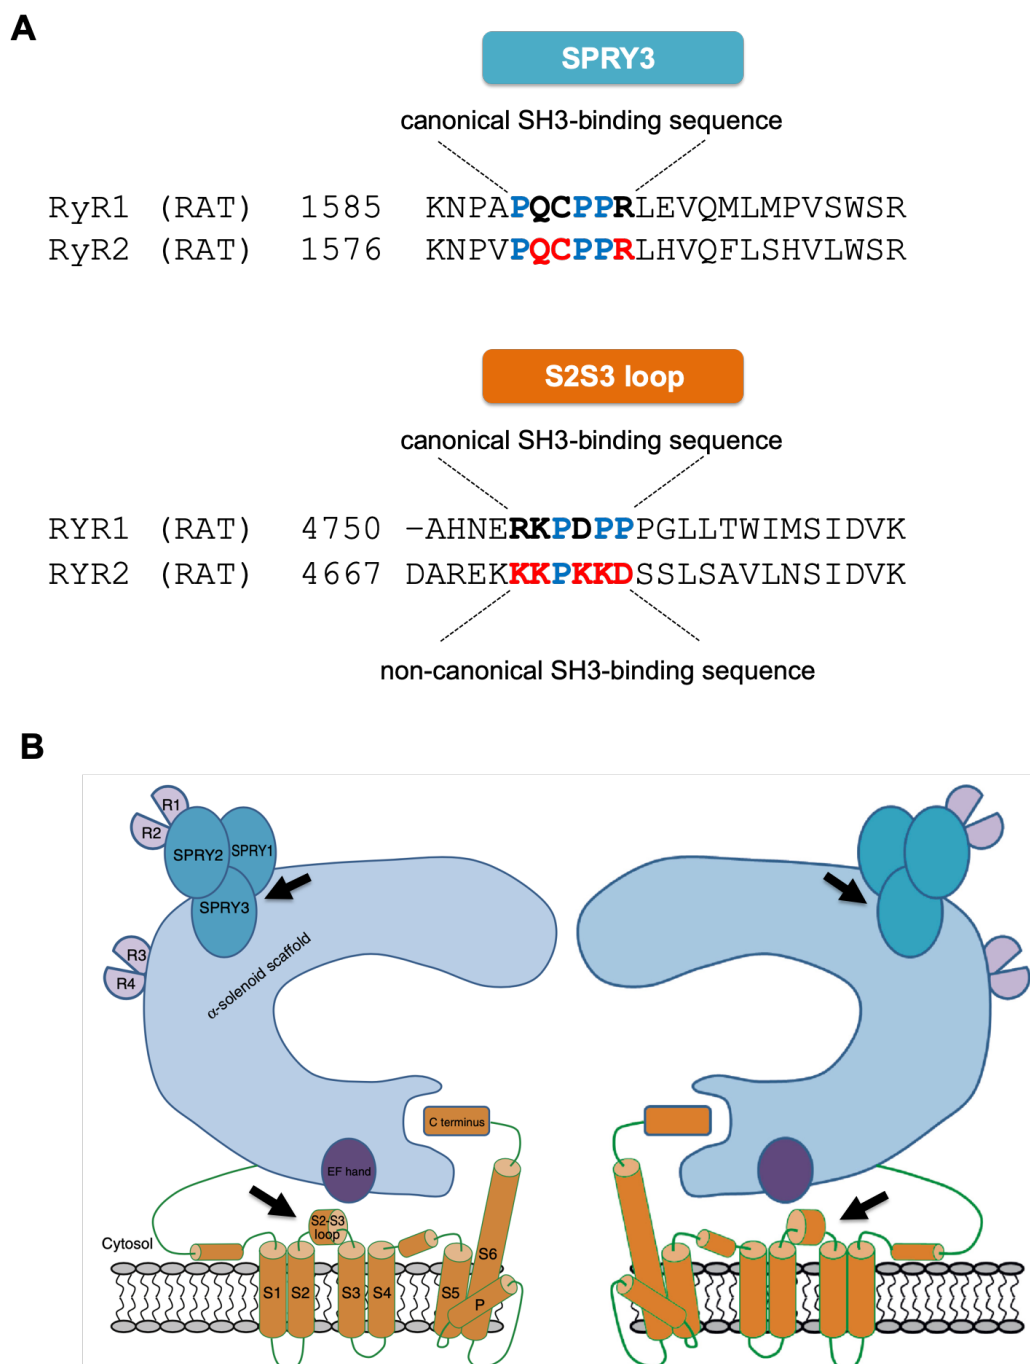 A
SPRY3
canonical SH3-binding sequence
RyR1 (RAT) 1585 KNPAPQCPPRLEVQMLMPVSWSR
RyR2 (RAT) 1576 KNPVPQCPPRLHVQFLSHVLWSR
S2S3 loop
canonical SH3-binding sequence
RYR1 (RAT) 4750 –AHNERKPDPPPGLLTWIMSIDVK
RYR2 (RAT) 4667 DAREKKKPKKDSSLSAVLNSIDVK
non-canonical SH3-binding sequence
B
R1
R2
SPRY2
SPRY1
SPRY3
R3
R4
α-solenoid scaffold
C terminus
EF hand
S2-S3
loop
Cytosol
S6
S1
S2
S3
S4
S5
P